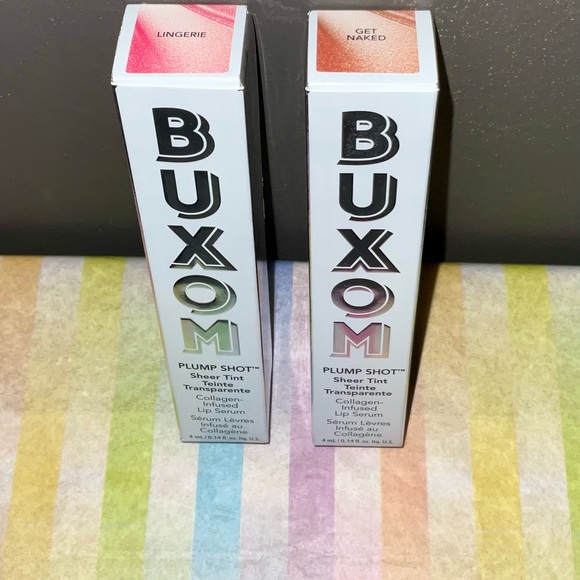 LINGERIE
BUXOM
PLUMP SHOT™
Sheer Tint
Teinte
Transparente
Collagen-
Infused
Lip Serum
Sérum Lèvres
Infusé au
Collagène
4 mL / 0.14 fl. oz. liq. U.S.
GET
NAKED
BUXOM
PLUMP SHOT™
Sheer Tint
Teinte
Transparente
Collagen-
Infused
Lip Serum
Sérum Lèvres
Infusé au
Collagène
4 mL / 0.14 fl. oz. liq. U.S.